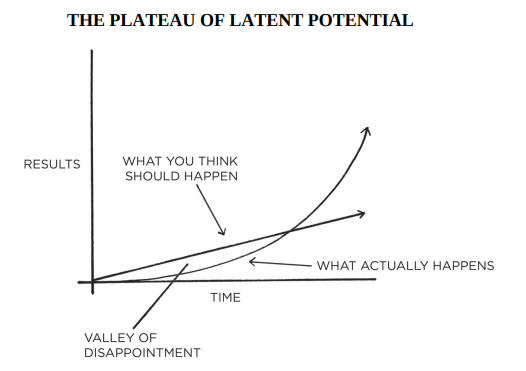 THE PLATEAU OF LATENT POTENTIAL
RESULTS
WHAT YOU THINK
SHOULD HAPPEN
WHAT ACTUALLY HAPPENS
TIME
VALLEY OF
DISAPPOINTMENT